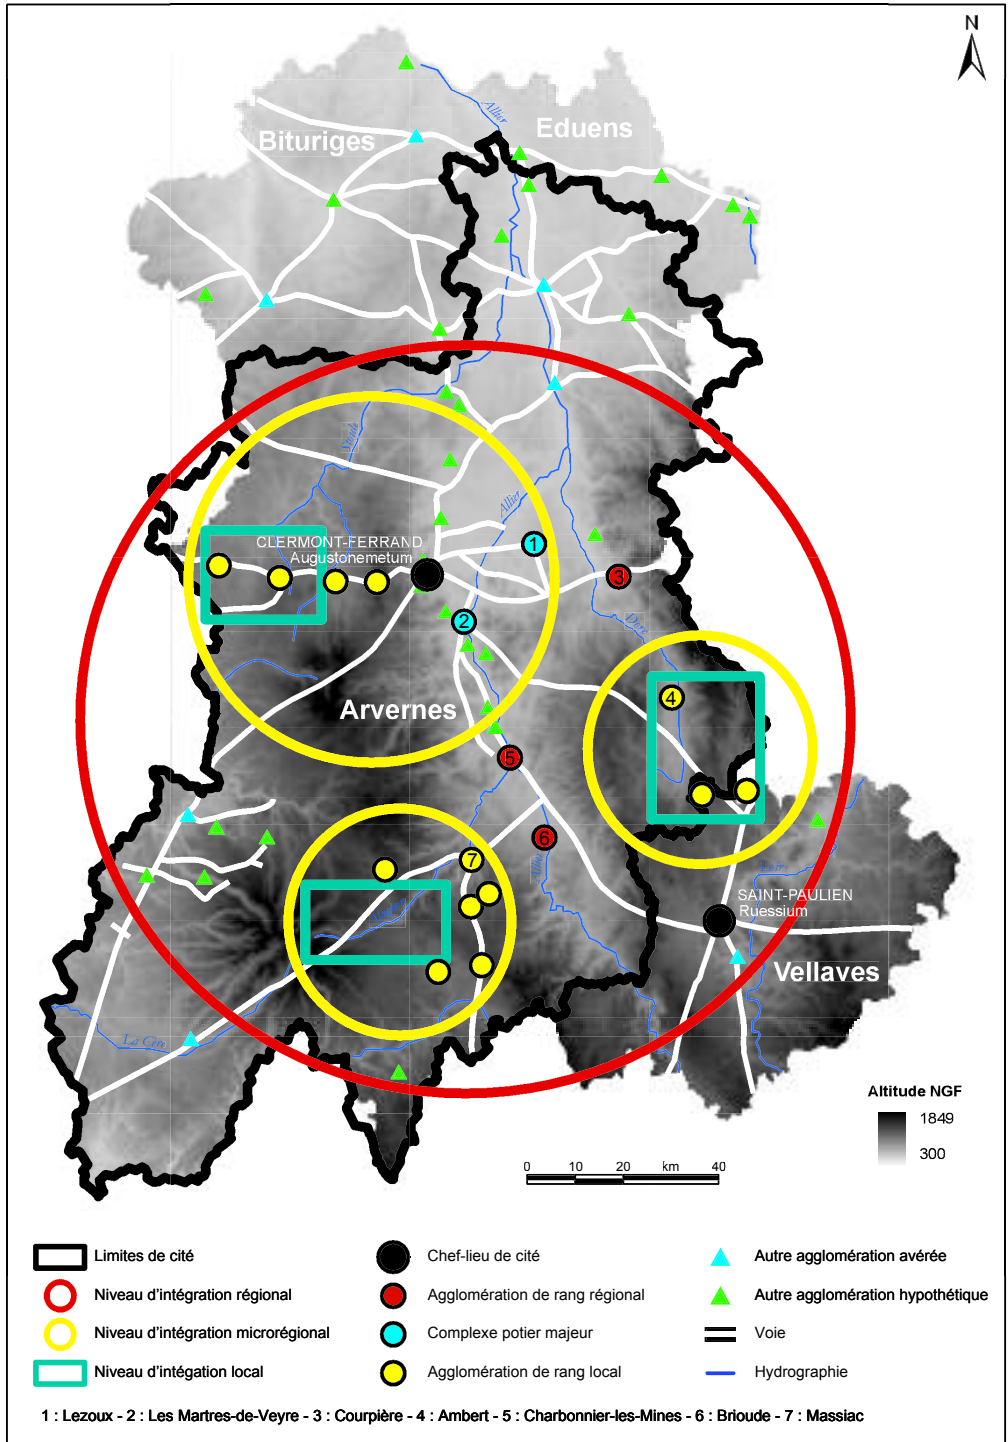 N
Allier
Bituriges
Eduens
Sioule
Allier
CLERMONT-FERRAND
Augustonemetum
1
3
2
Dore
4
Arvernes
5
6
7
Allier
Loire
SAINT-PAULIEN
Ruessium
Vellaves
La Cère
Altitude NGF
1849
300
0 10 20 km 40
Limites de cité
Chef-lieu de cité
Autre agglomération avérée
Niveau d'intégration régional
Agglomération de rang régional
Autre agglomération hypothétique
Niveau d'intégration microrégional
Complexe potier majeur
Voie
Niveau d'intégation local
Agglomération de rang local
Hydrographie
1 : Lezoux - 2 : Les Martres-de-Veyre - 3 : Courpière - 4 : Ambert - 5 : Charbonnier-les-Mines - 6 : Brioude - 7 : Massiac